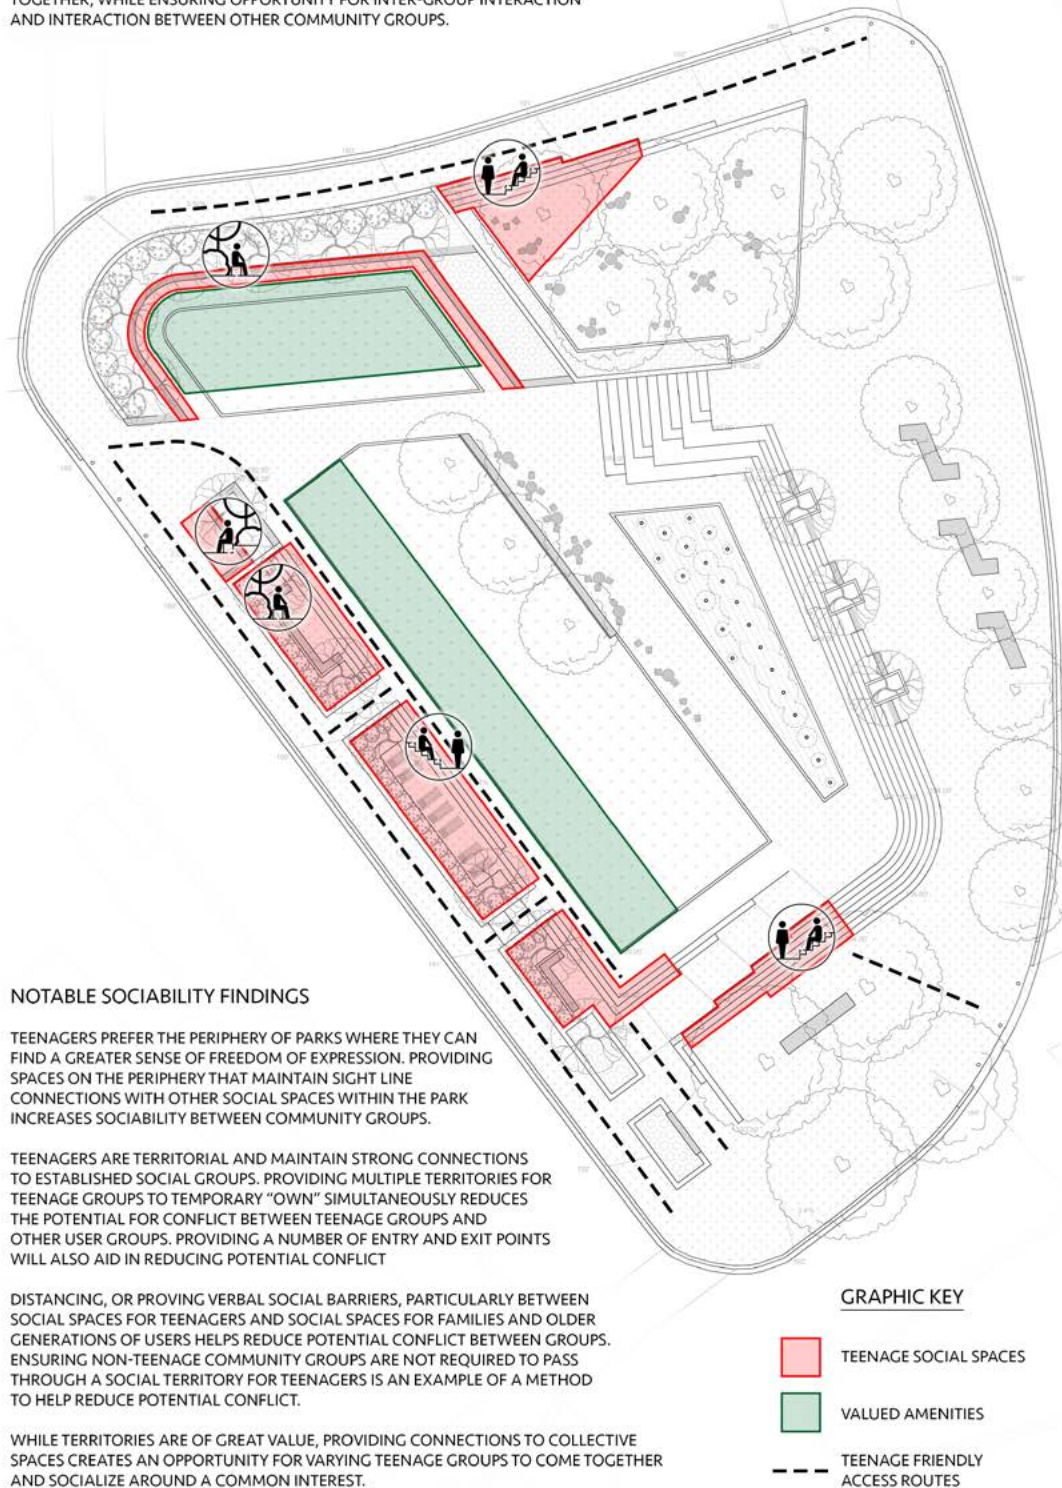 TOGETHER, WHILE ENSURING OPPORTUNITY FOR INTER-GROUP INTERACTION
AND INTERACTION BETWEEN OTHER COMMUNITY GROUPS.
NOTABLE SOCIABILITY FINDINGS
TEENAGERS PREFER THE PERIPHERY OF PARKS WHERE THEY CAN
FIND A GREATER SENSE OF FREEDOM OF EXPRESSION. PROVIDING
SPACES ON THE PERIPHERY THAT MAINTAIN SIGHT LINE
CONNECTIONS WITH OTHER SOCIAL SPACES WITHIN THE PARK
INCREASES SOCIABILITY BETWEEN COMMUNITY GROUPS.
TEENAGERS ARE TERRITORIAL AND MAINTAIN STRONG CONNECTIONS
TO ESTABLISHED SOCIAL GROUPS. PROVIDING MULTIPLE TERRITORIES FOR
TEENAGE GROUPS TO TEMPORARY “OWN” SIMULTANEOUSLY REDUCES
THE POTENTIAL FOR CONFLICT BETWEEN TEENAGE GROUPS AND
OTHER USER GROUPS. PROVIDING A NUMBER OF ENTRY AND EXIT POINTS
WILL ALSO AID IN REDUCING POTENTIAL CONFLICT
DISTANCING, OR PROVING VERBAL SOCIAL BARRIERS, PARTICULARLY BETWEEN
SOCIAL SPACES FOR TEENAGERS AND SOCIAL SPACES FOR FAMILIES AND OLDER
GENERATIONS OF USERS HELPS REDUCE POTENTIAL CONFLICT BETWEEN GROUPS.
ENSURING NON-TEENAGE COMMUNITY GROUPS ARE NOT REQUIRED TO PASS
THROUGH A SOCIAL TERRITORY FOR TEENAGERS IS AN EXAMPLE OF A METHOD
TO HELP REDUCE POTENTIAL CONFLICT.
WHILE TERRITORIES ARE OF GREAT VALUE, PROVIDING CONNECTIONS TO COLLECTIVE
SPACES CREATES AN OPPORTUNITY FOR VARYING TEENAGE GROUPS TO COME TOGETHER
AND SOCIALIZE AROUND A COMMON INTEREST.
GRAPHIC KEY
TEENAGE SOCIAL SPACES
VALUED AMENITIES
TEENAGE FRIENDLY
ACCESS ROUTES